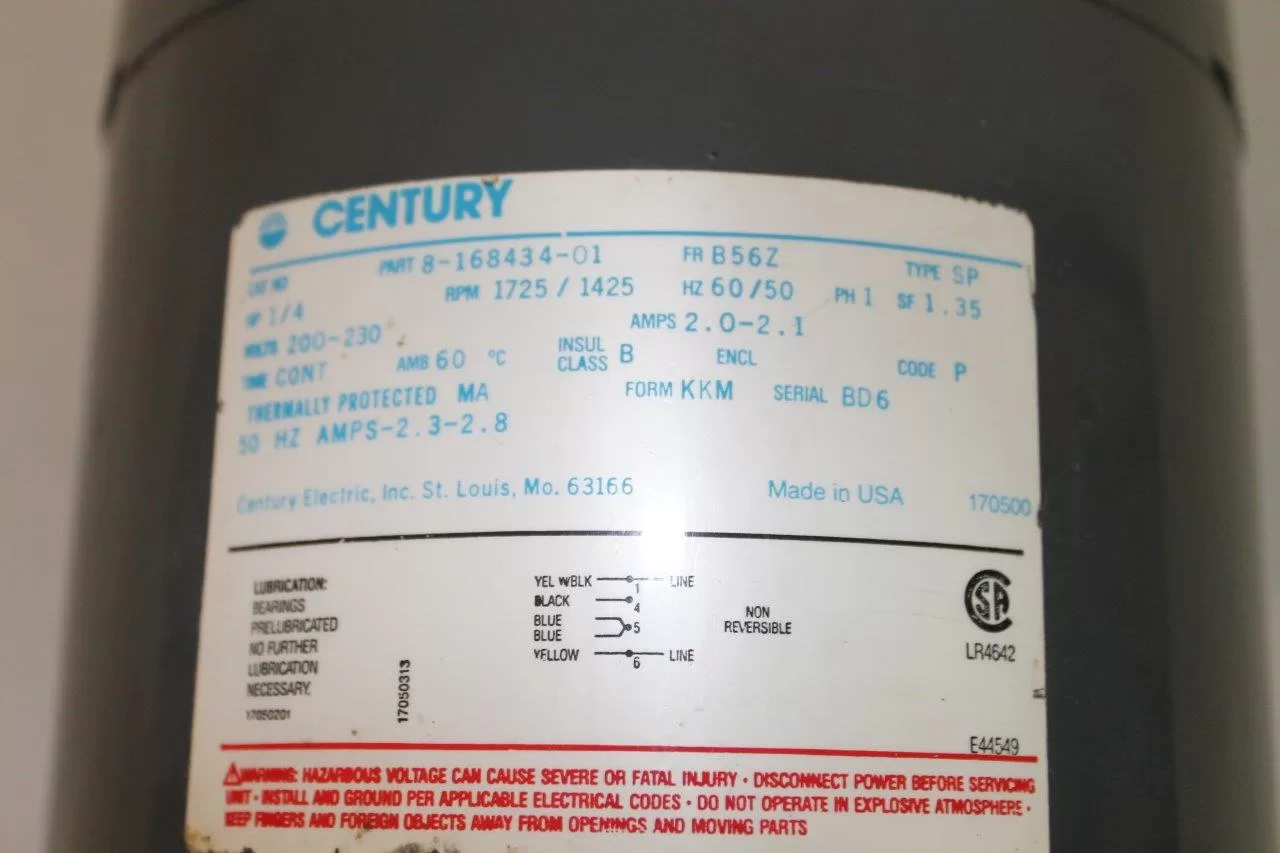 CENTURY
CAT NO PART 8-168434-01 FR B56Z TYPE SP
HP 1/4 RPM 1725 / 1425 HZ 60/50 PH 1 SF 1.35
VOLTS 200-230 AMPS 2.0-2.1
TIME CONT AMB 60 °C INSUL CLASS B ENCL CODE P
THERMALLY PROTECTED MA FORM KKM SERIAL BD6
50 HZ AMPS-2.3-2.8
Century Electric, Inc. St. Louis, Mo. 63166 Made in USA 170500
LUBRICATION:
BEARINGS
PRELUBRICATED
NO FURTHER
LUBRICATION
NECESSARY.
17050201
17050313
YEL W/BLK 1 LINE
BLACK 4
BLUE
BLUE 5
YELLOW 6 LINE
NON
REVERSIBLE
SA
LR4642
E44549
WARNING: HAZARDOUS VOLTAGE CAN CAUSE SEVERE OR FATAL INJURY · DISCONNECT POWER BEFORE SERVICING
UNIT · INSTALL AND GROUND PER APPLICABLE ELECTRICAL CODES · DO NOT OPERATE IN EXPLOSIVE ATMOSPHERE ·
KEEP FINGERS AND FOREIGN OBJECTS AWAY FROM OPENINGS AND MOVING PARTS